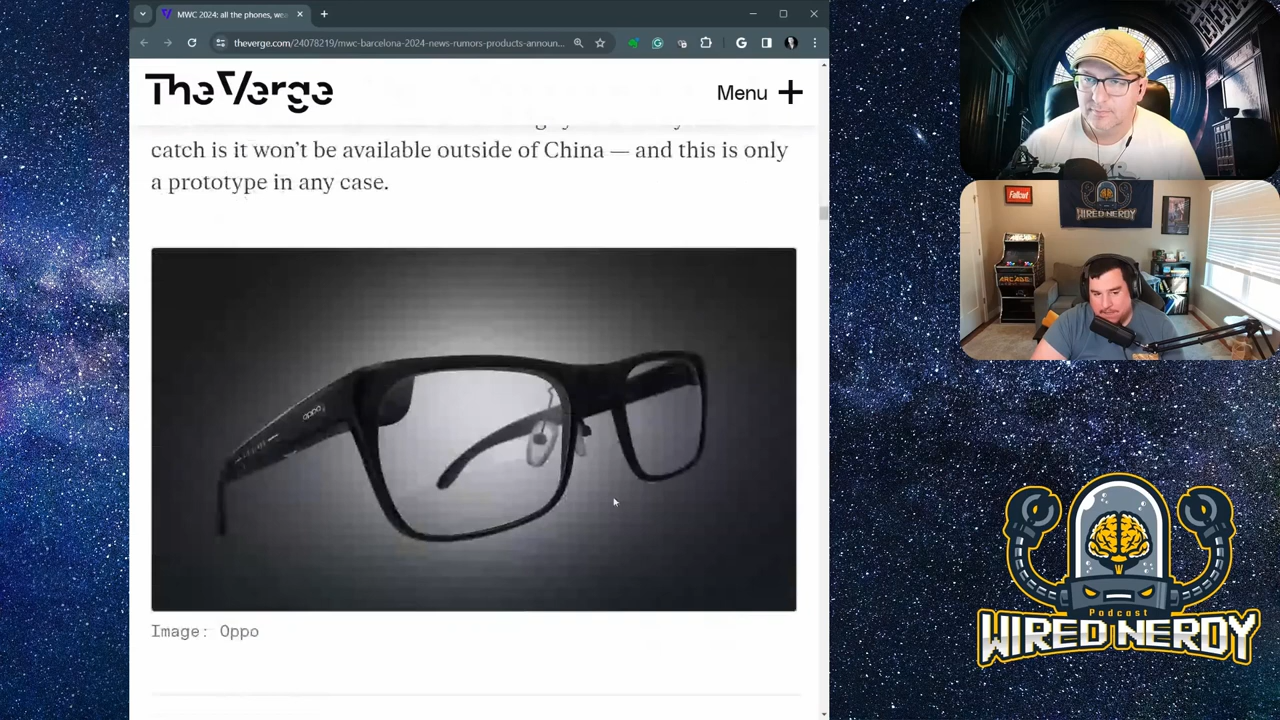 MWC 2024: all the phones, wea
theverge.com/24078219/mwc-barcelona-2024-news-rumors-products-announ...
The Verge
Menu
catch is it won't be available outside of China — and this is only
a prototype in any case.
oppo
Image: Oppo
Fallout
WIRED NERDY
ARCADE
Podcast
WIRED NERDY